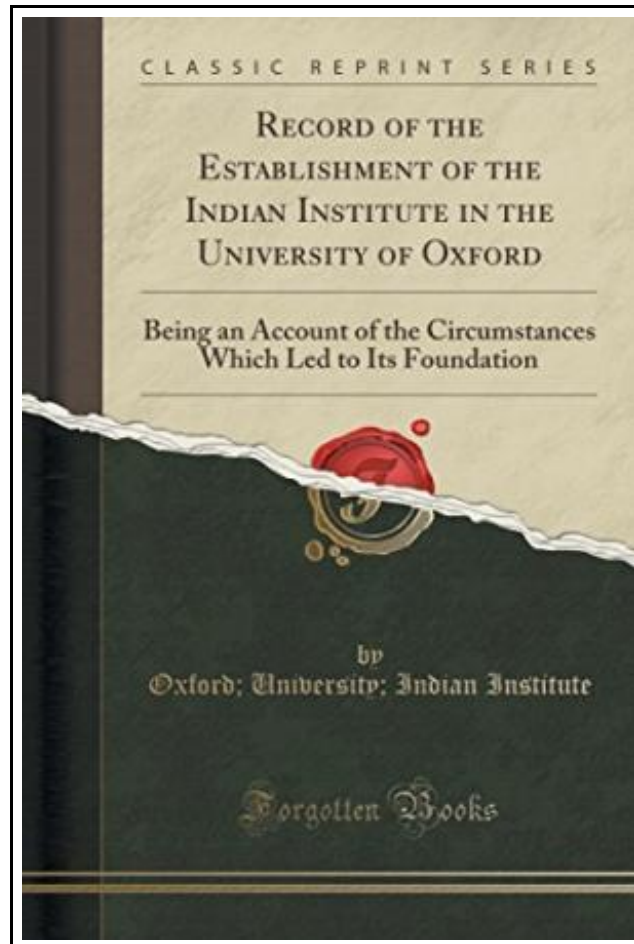 CLASSIC REPRINT SERIES
RECORD OF THE
ESTABLISHMENT OF THE
INDIAN INSTITUTE IN THE
UNIVERSITY OF OXFORD
Being an Account of the Circumstances
Which Led to Its Foundation
by
Oxford; University; Indian Institute
Forgotten Books